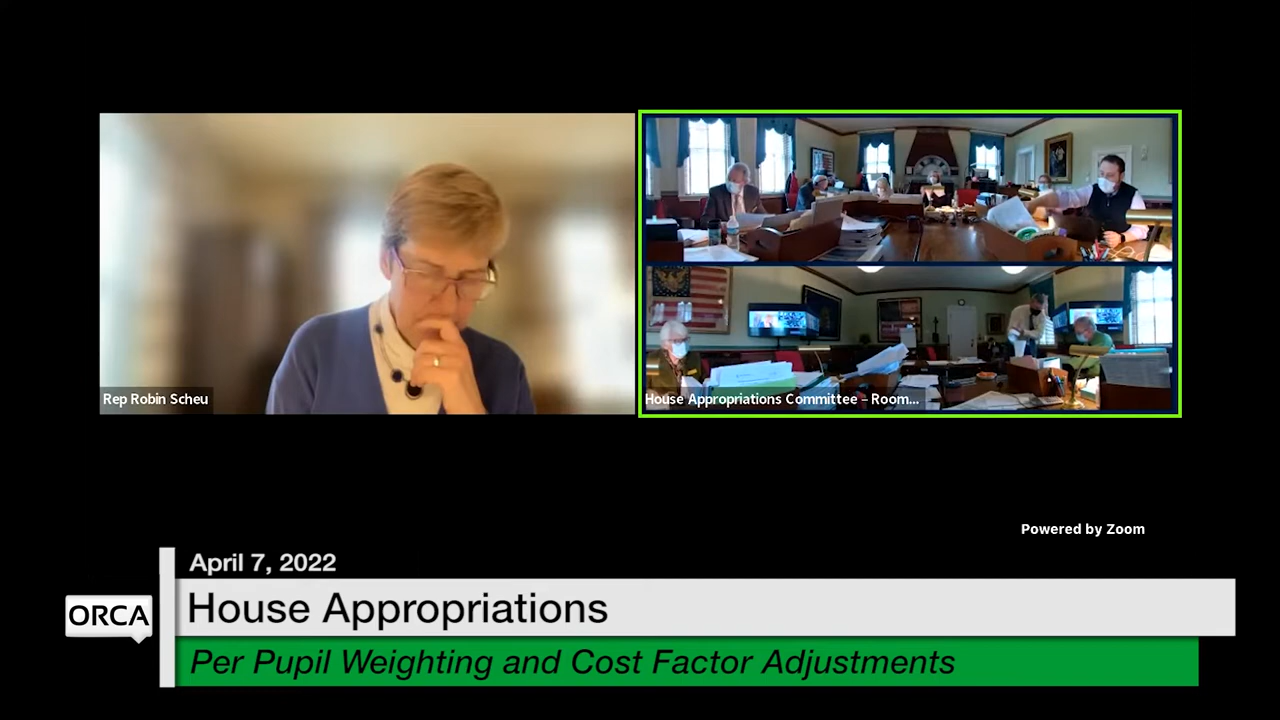 Rep Robin Scheu
House Appropriations Committee – Room...
Powered by Zoom
April 7, 2022
ORCA
House Appropriations
Per Pupil Weighting and Cost Factor Adjustments